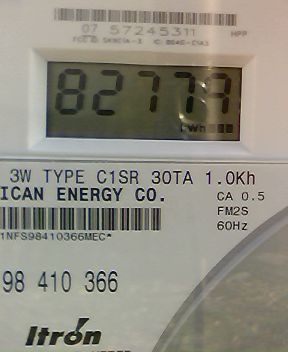 07 57245311
HPP
82779
kWh
3W TYPE C1SR 30TA 1.0Kh
ICAN ENERGY CO.
CA 0.5
FM2S
60Hz
1NFS98410366MEC*
98 410 366
Itron